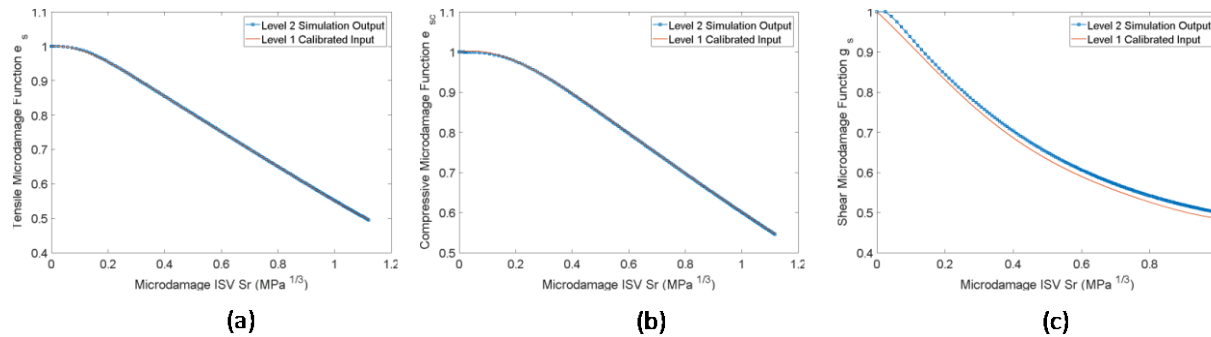 1.1
1
0.9
0.8
0.7
0.6
0.5
0.4
Tensile Microdamage Function e s
Level 2 Simulation Output
Level 1 Calibrated Input
0 0.2 0.4 0.6 0.8 1 1.2
Microdamage ISV Sr (MPa 1/3)
(a)
1.1
1
0.9
0.8
0.7
0.6
0.5
Compressive Microdamage Function e sc
Level 2 Simulation Output
Level 1 Calibrated Input
0 0.2 0.4 0.6 0.8 1 1.2
Microdamage ISV Sr (MPa 1/3)
(b)
1
0.9
0.8
0.7
0.6
0.5
0.4
Shear Microdamage Function g s
Level 2 Simulation Output
Level 1 Calibrated Input
0 0.2 0.4 0.6 0.8
Microdamage ISV Sr (MPa 1/3)
(c)